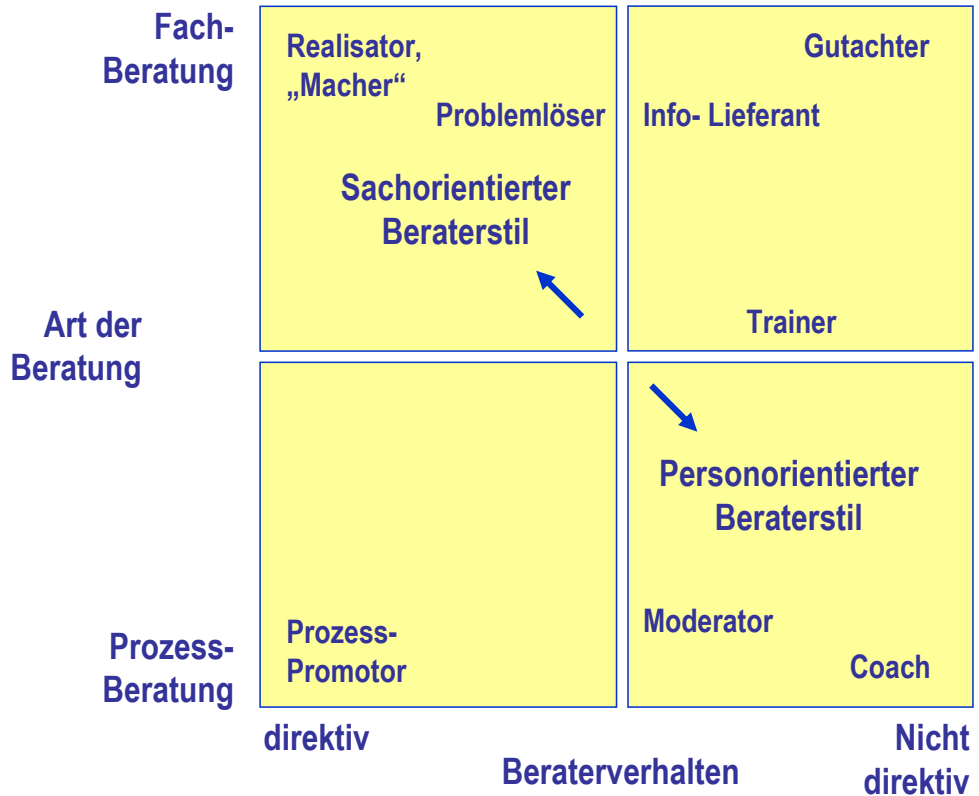 Fach-
Beratung
Realisator,
„Macher“
Problemlöser
Sachorientierter
Beraterstil
Gutachter
Info- Lieferant
Trainer
Art der
Beratung
Personorientierter
Beraterstil
Moderator
Coach
Prozess-
Promotor
Prozess-
Beratung
direktiv
Beraterverhalten
Nicht
direktiv